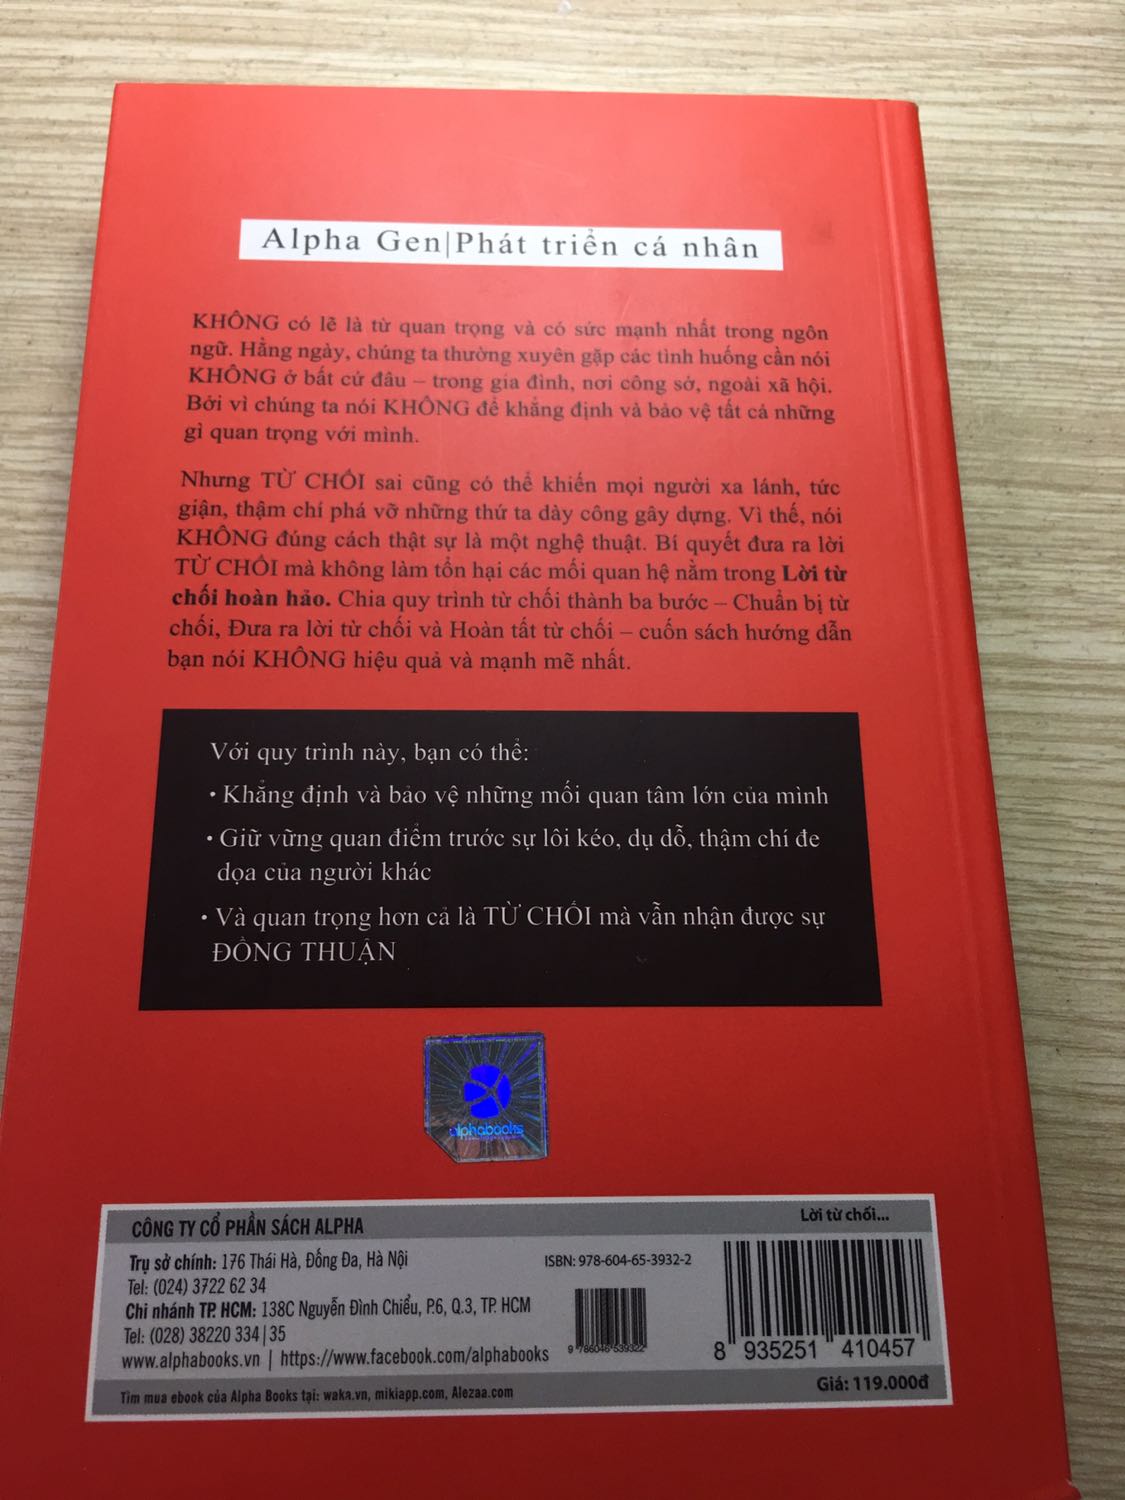 Alpha Gen|Phát triển cá nhân
KHÔNG có lẽ là từ quan trọng và có sức mạnh nhất trong ngôn
ngữ. Hằng ngày, chúng ta thường xuyên gặp các tình huống cần nói
KHÔNG ở bất cứ đâu – trong gia đình, nơi công sở, ngoài xã hội.
Bởi vì chúng ta nói KHÔNG để khẳng định và bảo vệ tất cả những
gì quan trọng với mình.
Nhưng TỪ CHỐI sai cũng có thể khiến mọi người xa lánh, tức
giận, thậm chí phá vỡ những thứ ta dày công gây dựng. Vì thế, nói
KHÔNG đúng cách thật sự là một nghệ thuật. Bí quyết đưa ra lời
TỪ CHỐI mà không làm tổn hại các mối quan hệ nằm trong Lời từ
chối hoàn hảo. Chia quy trình từ chối thành ba bước – Chuẩn bị từ
chối, Đưa ra lời từ chối và Hoàn tất từ chối – cuốn sách hướng dẫn
bạn nói KHÔNG hiệu quả và mạnh mẽ nhất.
Với quy trình này, bạn có thể:
• Khẳng định và bảo vệ những mối quan tâm lớn của mình
• Giữ vững quan điểm trước sự lôi kéo, dụ dỗ, thậm chí đe
dọa của người khác
• Và quan trọng hơn cả là TỪ CHỐI mà vẫn nhận được sự
ĐỒNG THUẬN
alphabooks
CÔNG TY CỔ PHẦN SÁCH ALPHA
Lời từ chối...
Trụ sở chính: 176 Thái Hà, Đống Đa, Hà Nội
Tel: (024) 3722 62 34
Chi nhánh TP. HCM: 138C Nguyễn Đình Chiểu, P.6, Q.3, TP. HCM
Tel: (028) 38220 334|35
www.alphabooks.vn | https://www.facebook.com/alphabooks
ISBN: 978-604-65-3932-2
9 786046 539322
8 935251 410457
Tìm mua ebook của Alpha Books tại: waka.vn, mikiapp.com, Alezaa.com
Giá: 119.000đ